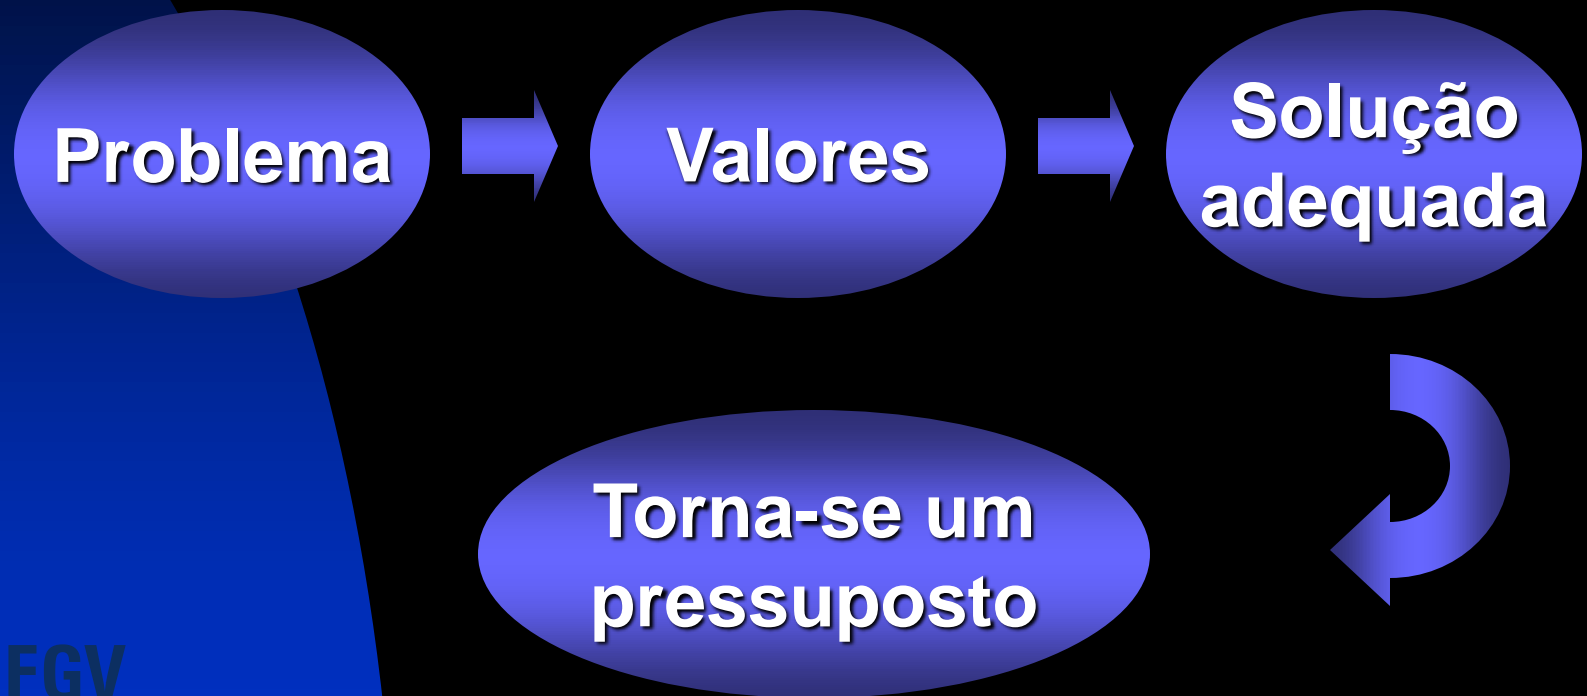 Problema
Valores
Solução
adequada
Torna-se um
pressuposto
FGV